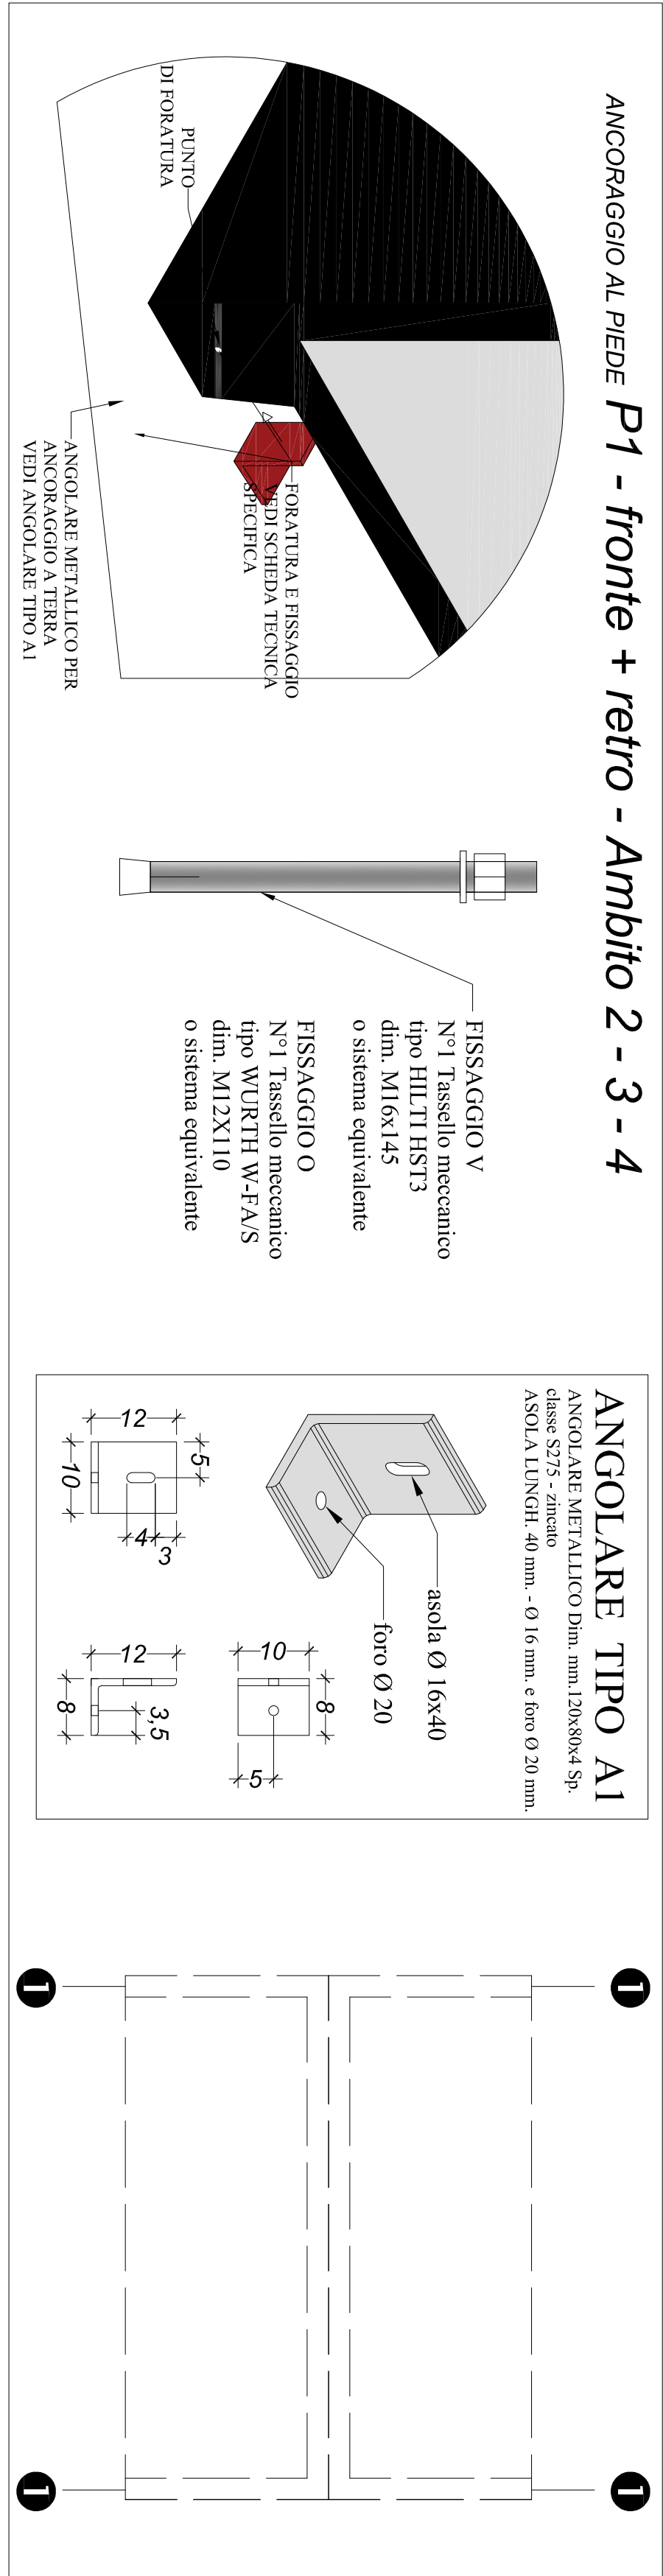 ANCORAGGIO AL PIEDE P1 - fronte + retro - Ambito 2 - 3 - 4
PUNTO
DI FORATURA
FORATURA E FISSAGGIO
VEDI SCHEDA TECNICA
SPECIFICA
ANGOLARE METALLICO PER
ANCORAGGIO A TERRA
VEDI ANGOLARE TIPO A1
FISSAGGIO V
N°1 Tassello meccanico
tipo HILTI HST3
dim. M16x145
o sistema equivalente
FISSAGGIO O
N°1 Tassello meccanico
tipo WURTH W-FA/S
dim. M12X110
o sistema equivalente
ANGOLARE TIPO A1
ANGOLARE METALLICO Dim. mm.120x80x4 Sp.
classe S275 - zincato
ASOLA LUNGH. 40 mm. - Ø 16 mm. e foro Ø 20 mm.
asola Ø 16x40
foro Ø 20
5
12
4
3
10
8
10
5
12
3,5
8
1
1
1
1